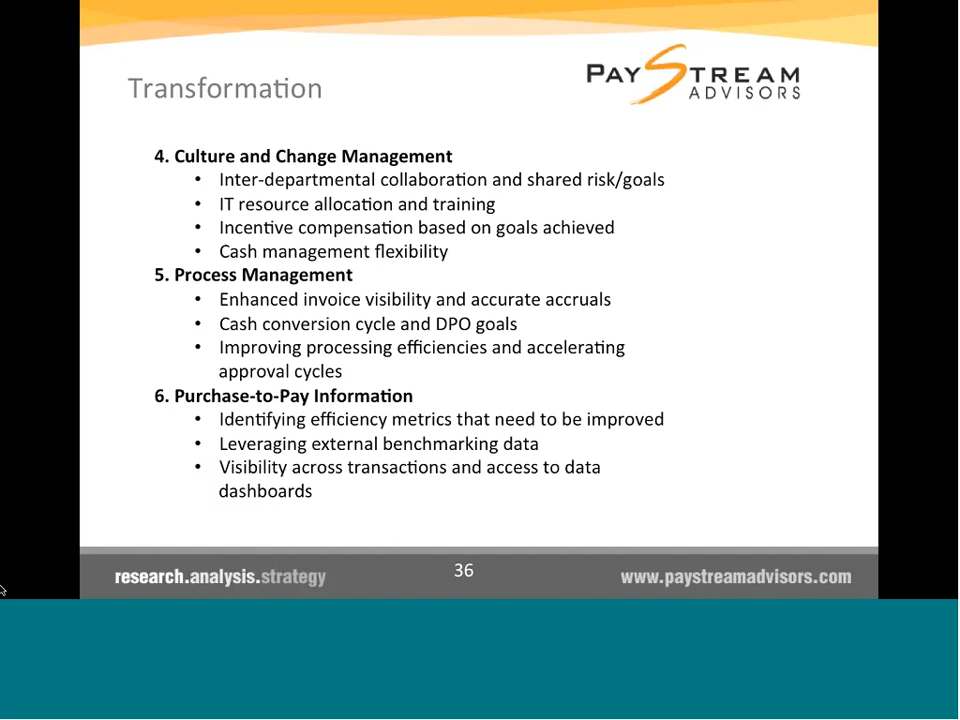 PAYSTREAM
ADVISORS
Transformation
4. Culture and Change Management
• Inter-departmental collaboration and shared risk/goals
• IT resource allocation and training
• Incentive compensation based on goals achieved
• Cash management flexibility
5. Process Management
• Enhanced invoice visibility and accurate accruals
• Cash conversion cycle and DPO goals
• Improving processing efficiencies and accelerating
approval cycles
6. Purchase-to-Pay Information
• Identifying efficiency metrics that need to be improved
• Leveraging external benchmarking data
• Visibility across transactions and access to data
dashboards
research.analysis.strategy
36
www.paystreamadvisors.com